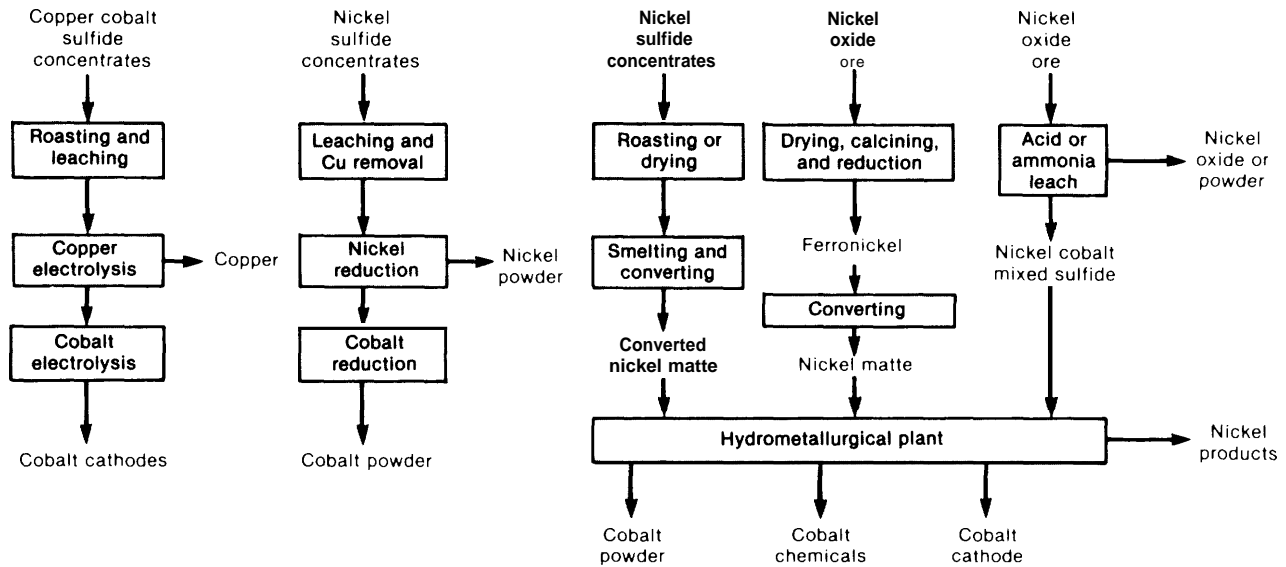 Copper cobalt
sulfide
concentrates
Roasting and
leaching
Copper
electrolysis
Copper
Cobalt
electrolysis
Cobalt cathodes
Nickel
sulfide
concentrates
Leaching and
Cu removal
Nickel
reduction
Nickel
powder
Cobalt
reduction
Cobalt powder
Nickel
sulfide
concentrates
Roasting or
drying
Smelting and
converting
Converted
nickel matte
Nickel
oxide
ore
Drying, calcining,
and reduction
Ferronickel
Converting
Nickel matte
Nickel
oxide
ore
Acid or
ammonia
leach
Nickel
oxide or
powder
Nickel cobalt
mixed sulfide
Hydrometallurgical plant
Nickel
products
Cobalt
powder
Cobalt
chemicals
Cobalt
cathode